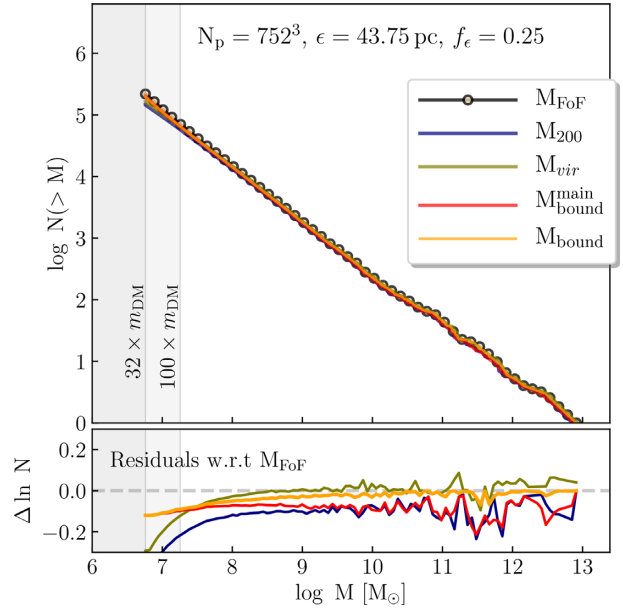 N_p = 752³, ϵ = 43.75 pc, f_ϵ = 0.25
M_FoF
M_200
M_vir
M_bound^main
M_bound
log N(> M)
6
5
4
3
2
1
0
32 × m_DM
100 × m_DM
Residuals w.r.t M_FoF
Δ ln N
0.2
0.0
−0.2
6 7 8 9 10 11 12 13
log M [M_⊙]